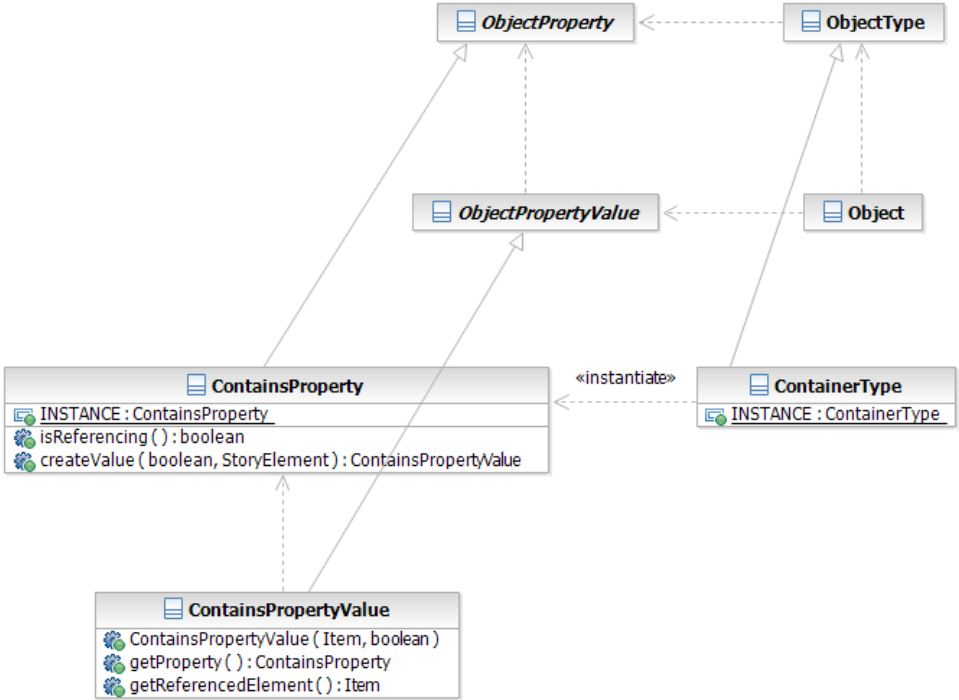 ObjectProperty
ObjectType
ObjectPropertyValue
Object
«instantiate»
ContainsProperty
INSTANCE : ContainsProperty
isReferencing ( ) : boolean
createValue ( boolean, StoryElement ) : ContainsPropertyValue
ContainerType
INSTANCE : ContainerType
ContainsPropertyValue
ContainsPropertyValue ( Item, boolean )
getProperty ( ) : ContainsProperty
getReferencedElement ( ) : Item